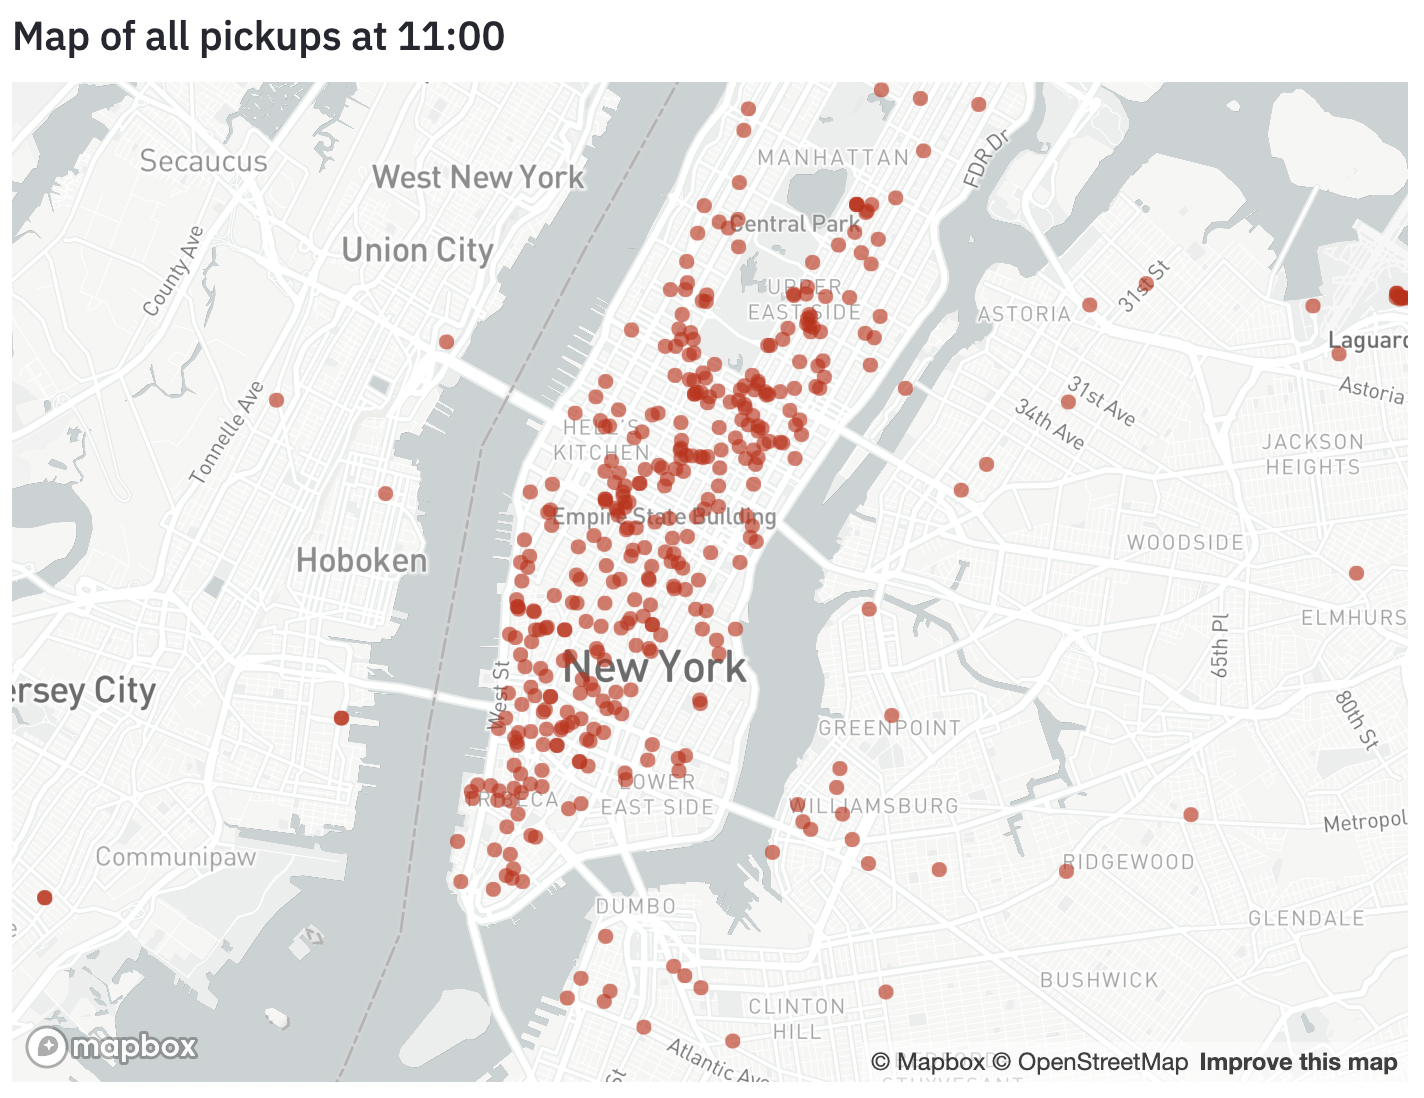 Map of all pickups at 11:00
Secaucus
West New York
MANHATTAN
FDR Dr
Union City
Central Park
County Ave
31st St
UPPER
EAST SIDE
ASTORIA
Laguard
Astoria
Tonnelle Ave
31st Ave
34th Ave
HELL'S
KITCHEN
JACKSON
HEIGHTS
Empire State Building
WOODSIDE
Hoboken
ELMHURS
65th Pl
New York
ersey City
West St
80th St
GREENPOINT
LOWER
EAST SIDE
TRIBECA
WILLIAMSBURG
Metropol
Communipaw
RIDGEWOOD
DUMBO
GLENDALE
BUSHWICK
CLINTON
HILL
mapbox
Atlantic Ave
© Mapbox © OpenStreetMap Improve this map